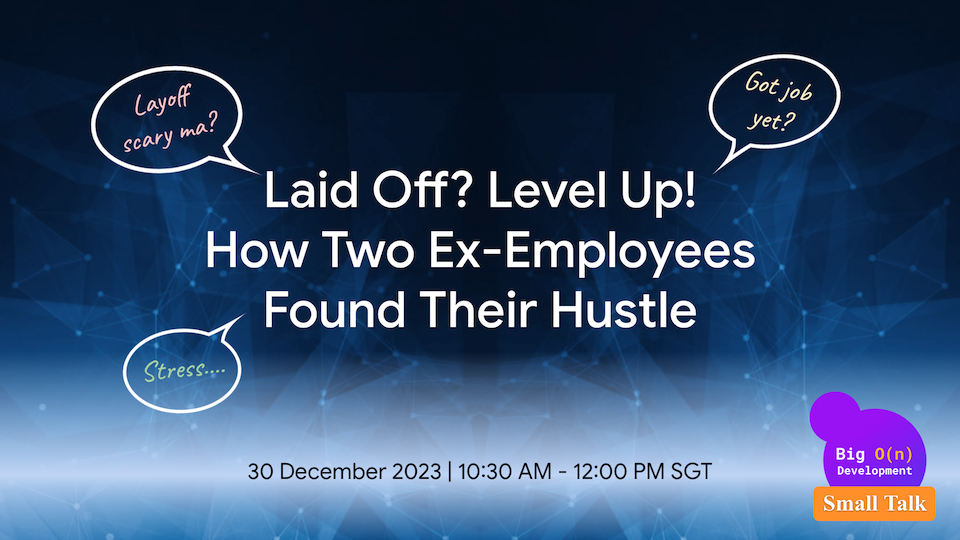 Layoff
scary ma?
Got job
yet?
Laid Off? Level Up!
How Two Ex-Employees
Found Their Hustle
Stress....
30 December 2023 | 10:30 AM - 12:00 PM SGT
Big O(n)
Development
Small Talk